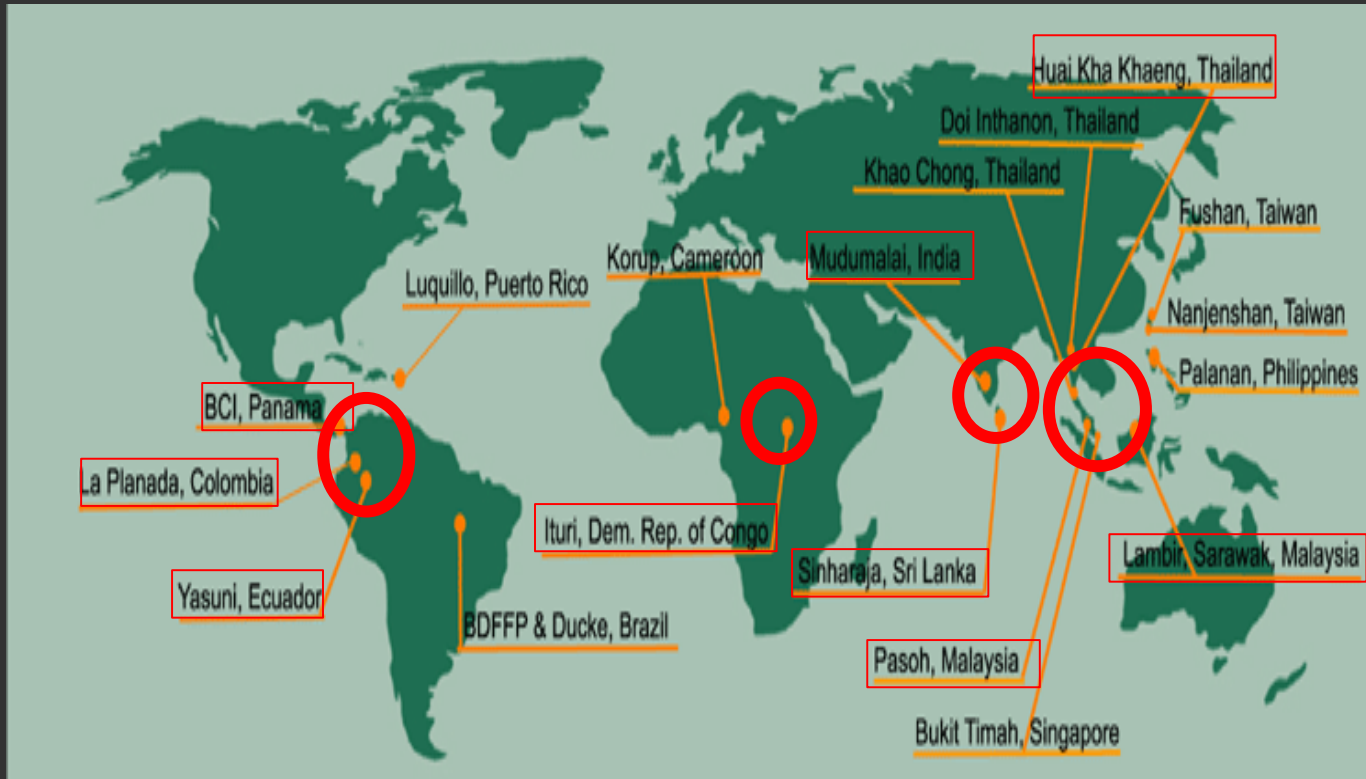 Huai Kha Khaeng, Thailand
Doi Inthanon, Thailand
Khao Chong, Thailand
Fushan, Taiwan
Korup, Cameroon
Mudumalai, India
Luquillo, Puerto Rico
Nanjenshan, Taiwan
Palanan, Philippines
BCI, Panama
La Planada, Colombia
Ituri, Dem. Rep. of Congo
Lambir, Sarawak, Malaysia
Sinharaja, Sri Lanka
Yasuni, Ecuador
BDFFP & Ducke, Brazil
Pasoh, Malaysia
Bukit Timah, Singapore